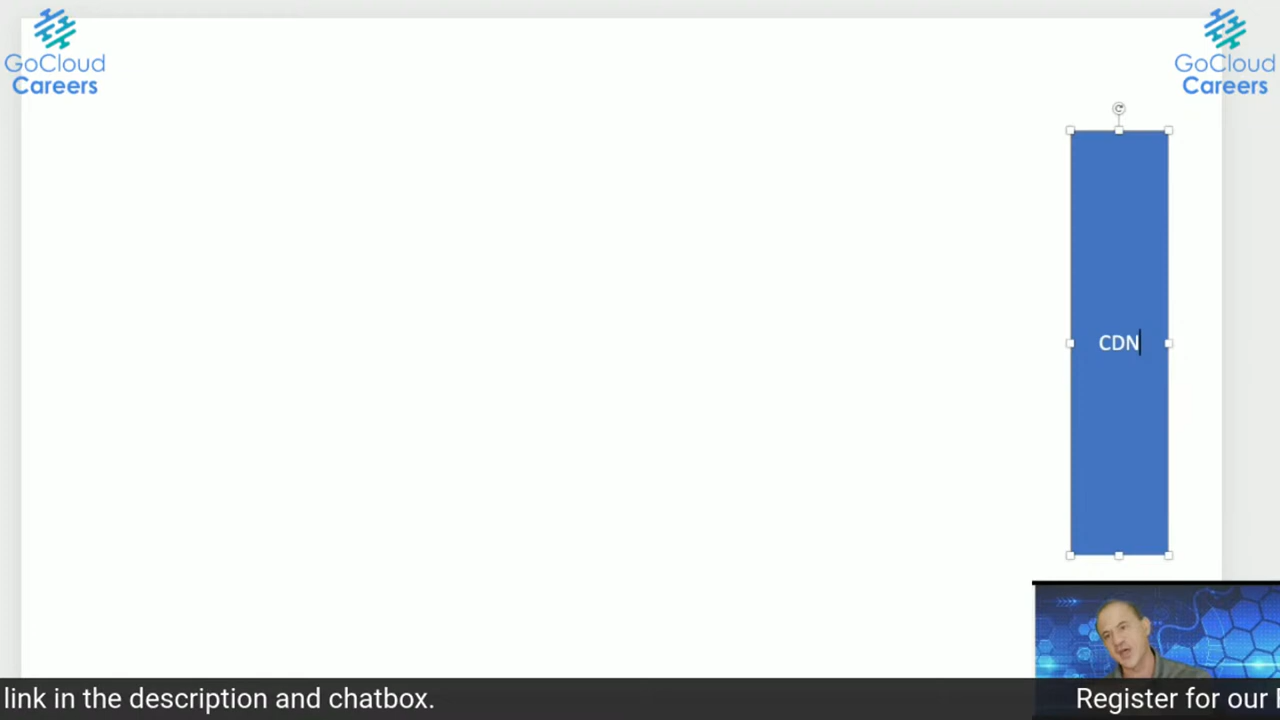 GoCloud
Careers
GoCloud
Careers
CDN
link in the description and chatbox.
Register for our